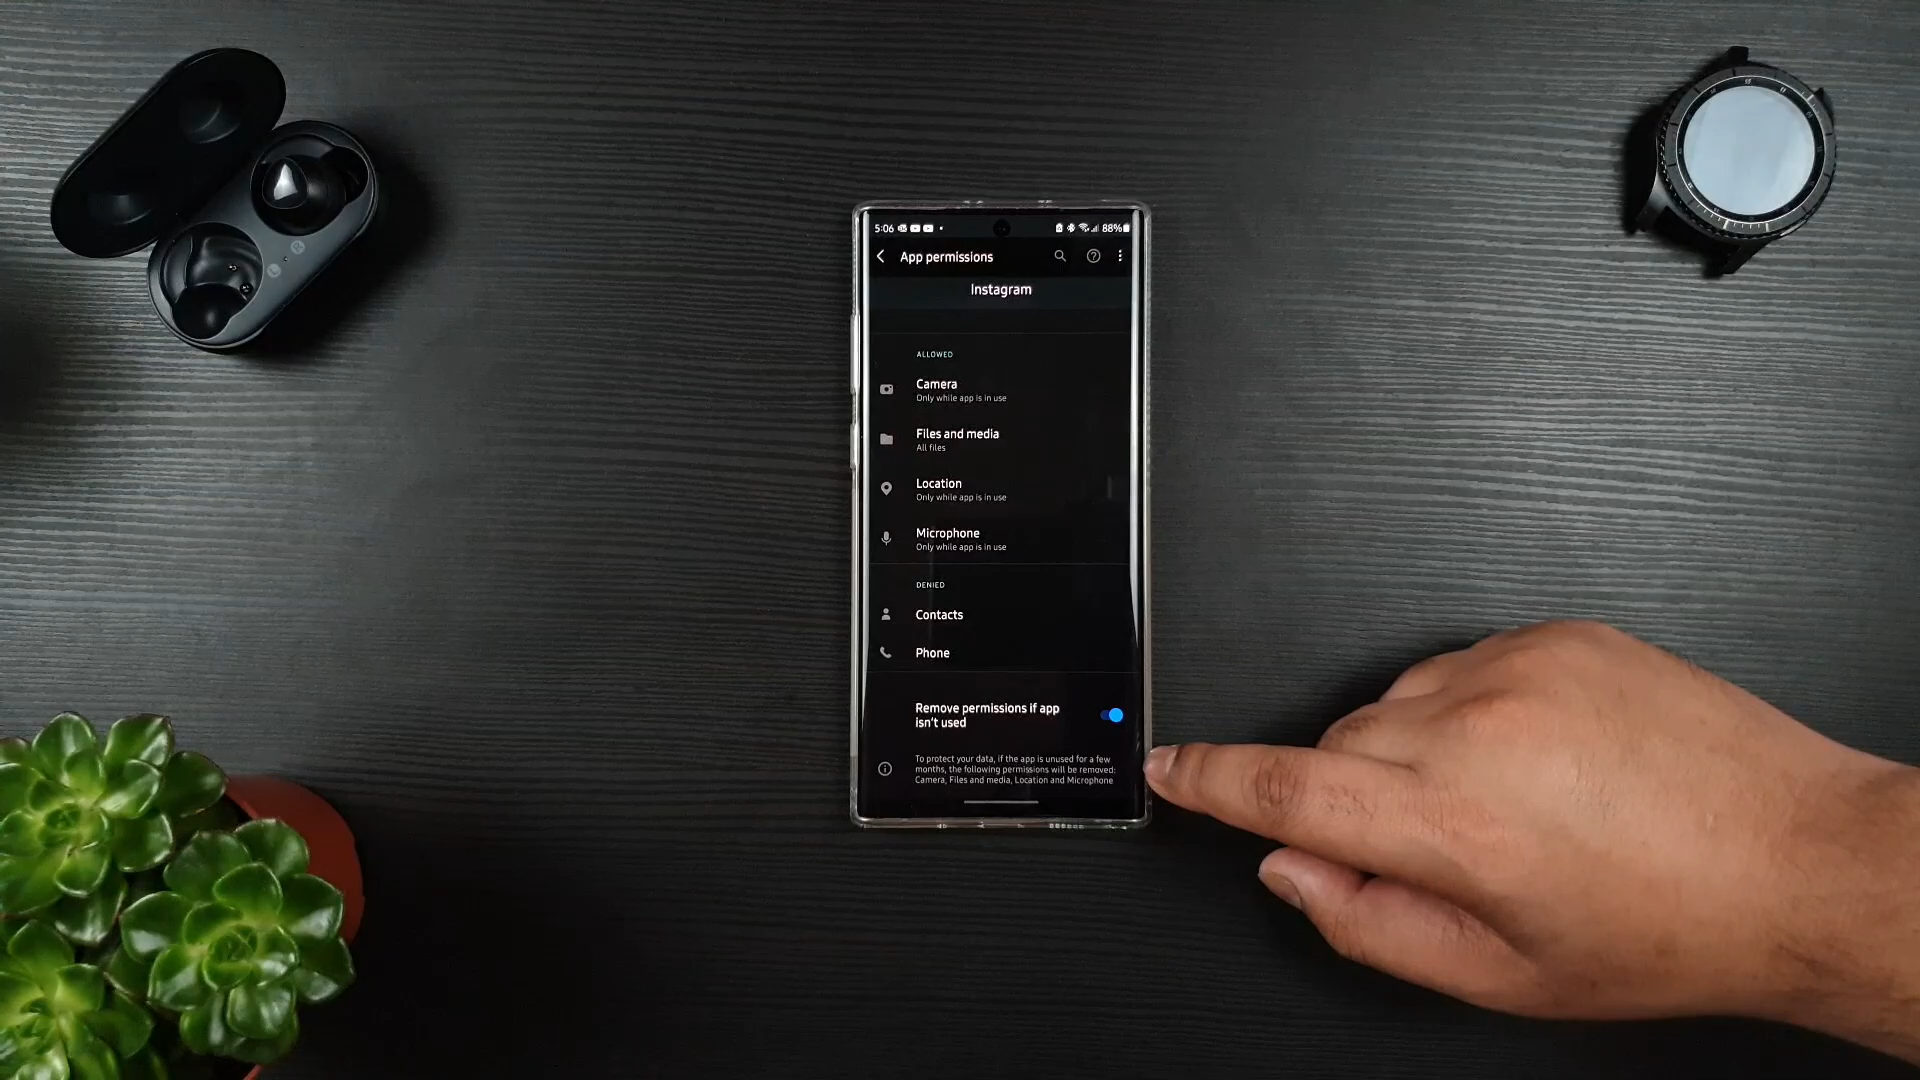 5:06 88%
App permissions
Instagram
ALLOWED
Camera
Only while app is in use
Files and media
All files
Location
Only while app is in use
Microphone
Only while app is in use
DENIED
Contacts
Phone
Remove permissions if app
isn't used
To protect your data, if the app is unused for a few
months, the following permissions will be removed:
Camera, Files and media, Location and Microphone
L
R